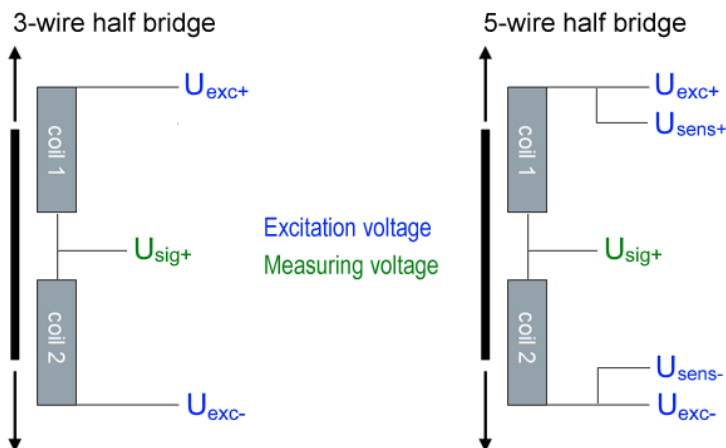 3-wire half bridge
coil 1
coil 2
Uexc+
Usig+
Uexc-
Excitation voltage
Measuring voltage
5-wire half bridge
coil 1
coil 2
Uexc+
Usens+
Usig+
Usens-
Uexc-